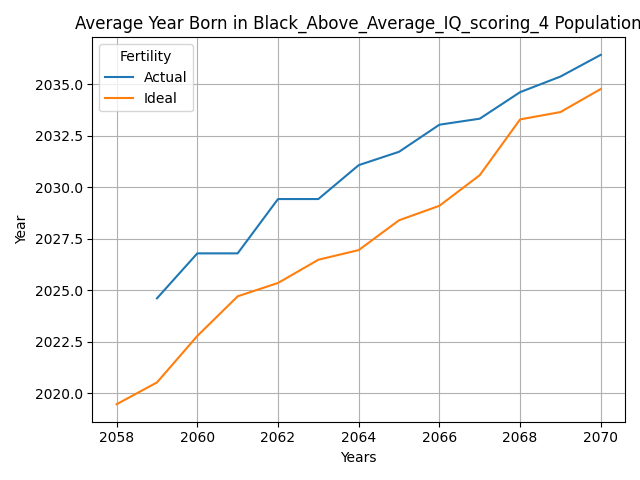 Average Year Born in Black_Above_Average_IQ_scoring_4 Population
Fertility
Actual
Ideal
2035.0
2032.5
2030.0
2027.5
2025.0
2022.5
2020.0
Year
2058 2060 2062 2064 2066 2068 2070
Years